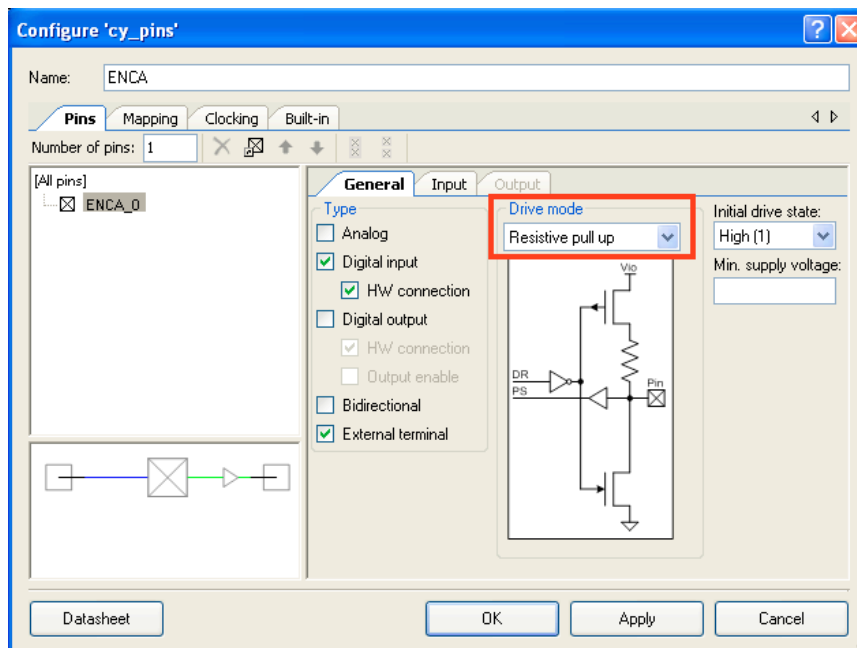 Configure 'cy_pins'
Name: ENCA
Pins Mapping Clocking Built-in
Number of pins: 1
[All pins]
ENCA_0
General Input Output
Type
Analog
Digital input
HW connection
Digital output
HW connection
Output enable
Bidirectional
External terminal
Drive mode
Resistive pull up
Vio
DR
PS
Pin
Initial drive state:
High (1)
Min. supply voltage:
Datasheet OK Apply Cancel